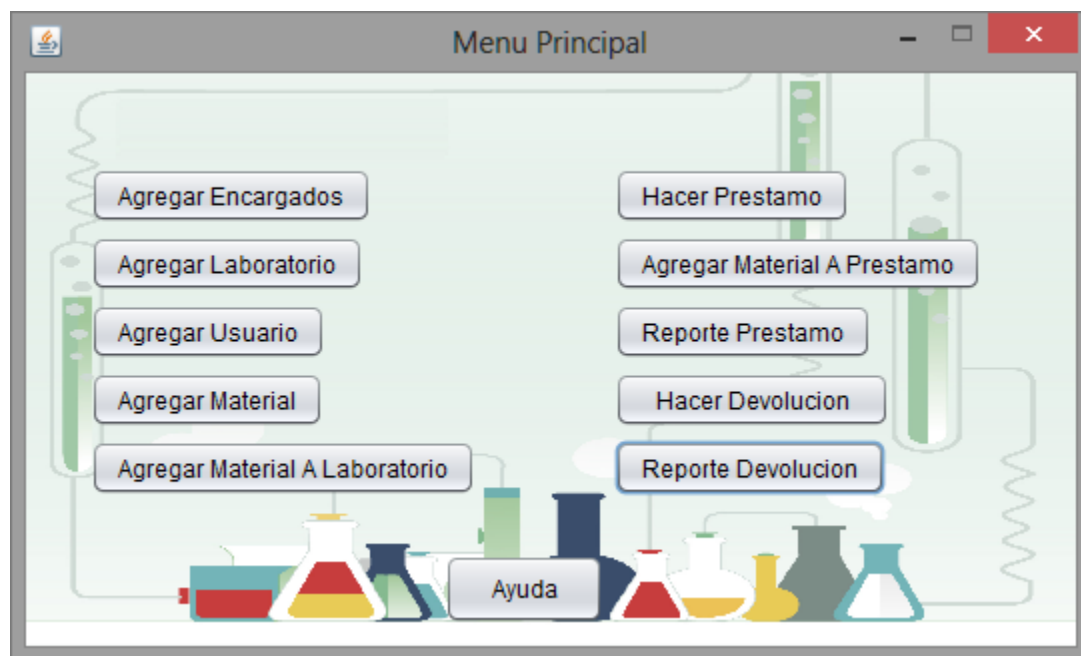 Menu Principal
Agregar Encargados
Agregar Laboratorio
Agregar Usuario
Agregar Material
Agregar Material A Laboratorio
Hacer Prestamo
Agregar Material A Prestamo
Reporte Prestamo
Hacer Devolucion
Reporte Devolucion
Ayuda